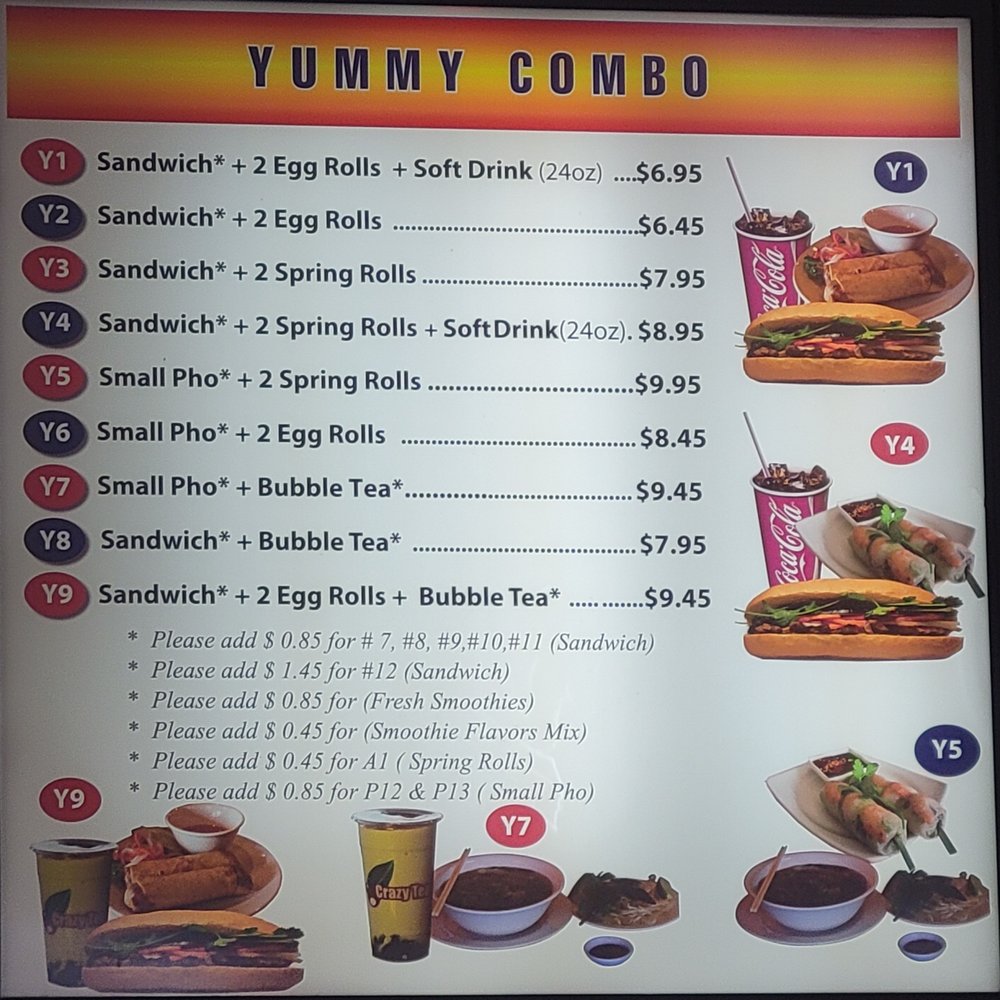 YUMMY COMBO
Y1 Sandwich* + 2 Egg Rolls + Soft Drink (24oz) ....$6.95
Y2 Sandwich* + 2 Egg Rolls ..................................................$6.45
Y3 Sandwich* + 2 Spring Rolls ............................................$7.95
Y4 Sandwich* + 2 Spring Rolls + Soft Drink(24oz). $8.95
Y5 Small Pho* + 2 Spring Rolls ..........................................$9.95
Y6 Small Pho* + 2 Egg Rolls ................................................$8.45
Y7 Small Pho* + Bubble Tea*...............................................$9.45
Y8 Sandwich* + Bubble Tea* ..............................................$7.95
Y9 Sandwich* + 2 Egg Rolls + Bubble Tea* ..... ........$9.45
* Please add $ 0.85 for # 7, #8, #9,#10,#11 (Sandwich)
* Please add $ 1.45 for #12 (Sandwich)
* Please add $ 0.85 for (Fresh Smoothies)
* Please add $ 0.45 for (Smoothie Flavors Mix)
* Please add $ 0.45 for A1 ( Spring Rolls)
* Please add $ 0.85 for P12 & P13 ( Small Pho)
Y1
Coca-Cola
Y4
Coca-Cola
Y5
Y9
Crazy Te
Y7
Crazy Te